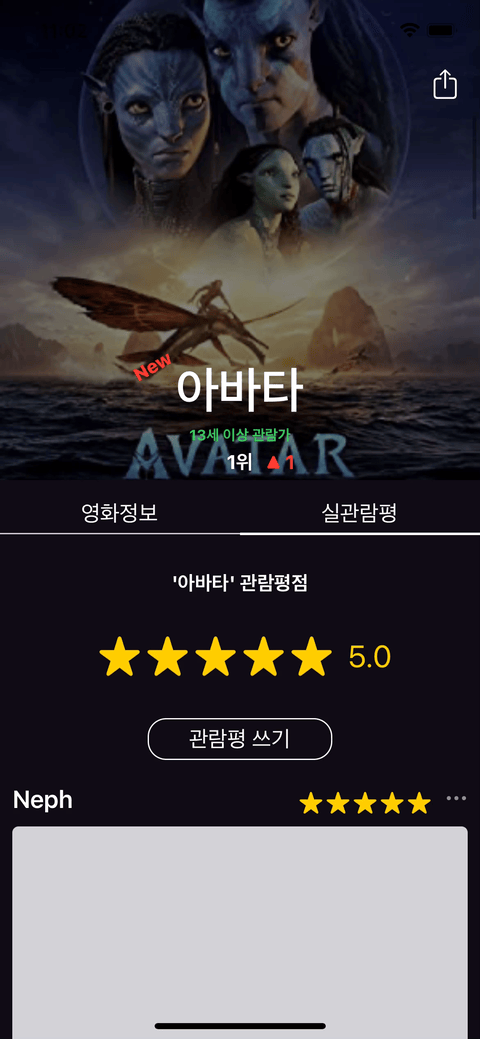 New
아바타
13세 이상 관람가
AVATAR
1위 ▲1
영화정보 실관람평
'아바타' 관람평점
5.0
관람평 쓰기
Neph